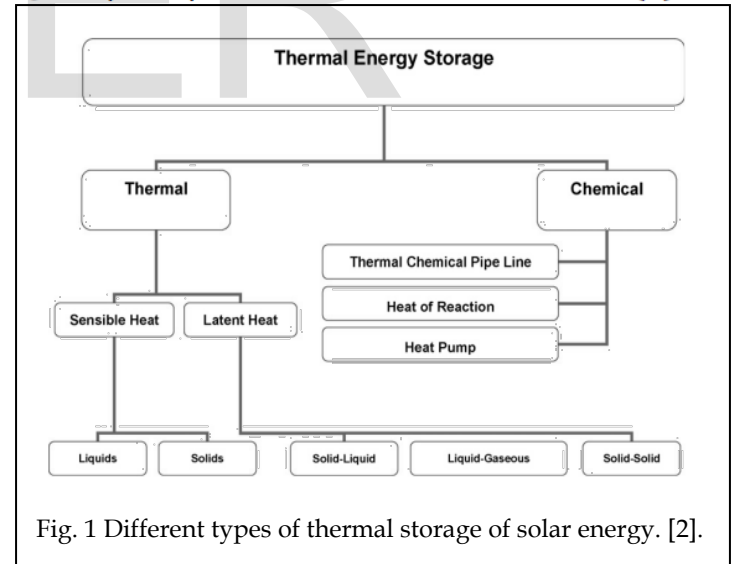 Thermal Energy Storage
Thermal
Chemical
Thermal Chemical Pipe Line
Heat of Reaction
Heat Pump
Sensible Heat
Latent Heat
Liquids
Solids
Solid-Liquid
Liquid-Gaseous
Solid-Solid
Fig. 1 Different types of thermal storage of solar energy. [2].